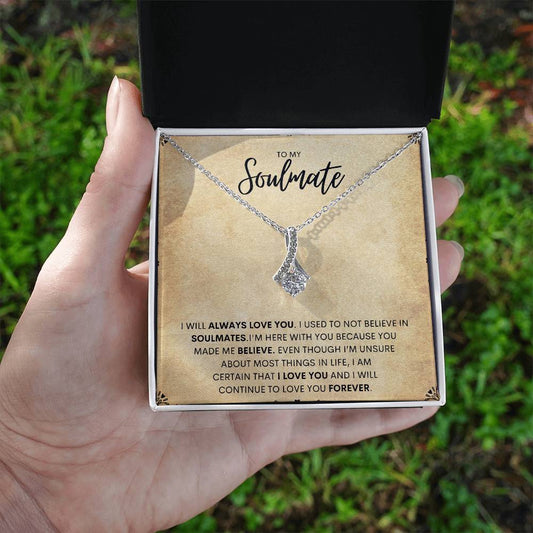 TO MY
Soulmate
I WILL ALWAYS LOVE YOU. I USED TO NOT BELIEVE IN
SOULMATES.I'M HERE WITH YOU BECAUSE YOU
MADE ME BELIEVE. EVEN THOUGH I'M UNSURE
ABOUT MOST THINGS IN LIFE, I AM
CERTAIN THAT I LOVE YOU AND I WILL
CONTINUE TO LOVE YOU FOREVER.